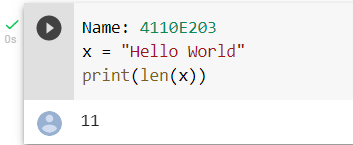 0s
Name: 4110E203
x = "Hello World"
print(len(x))
11